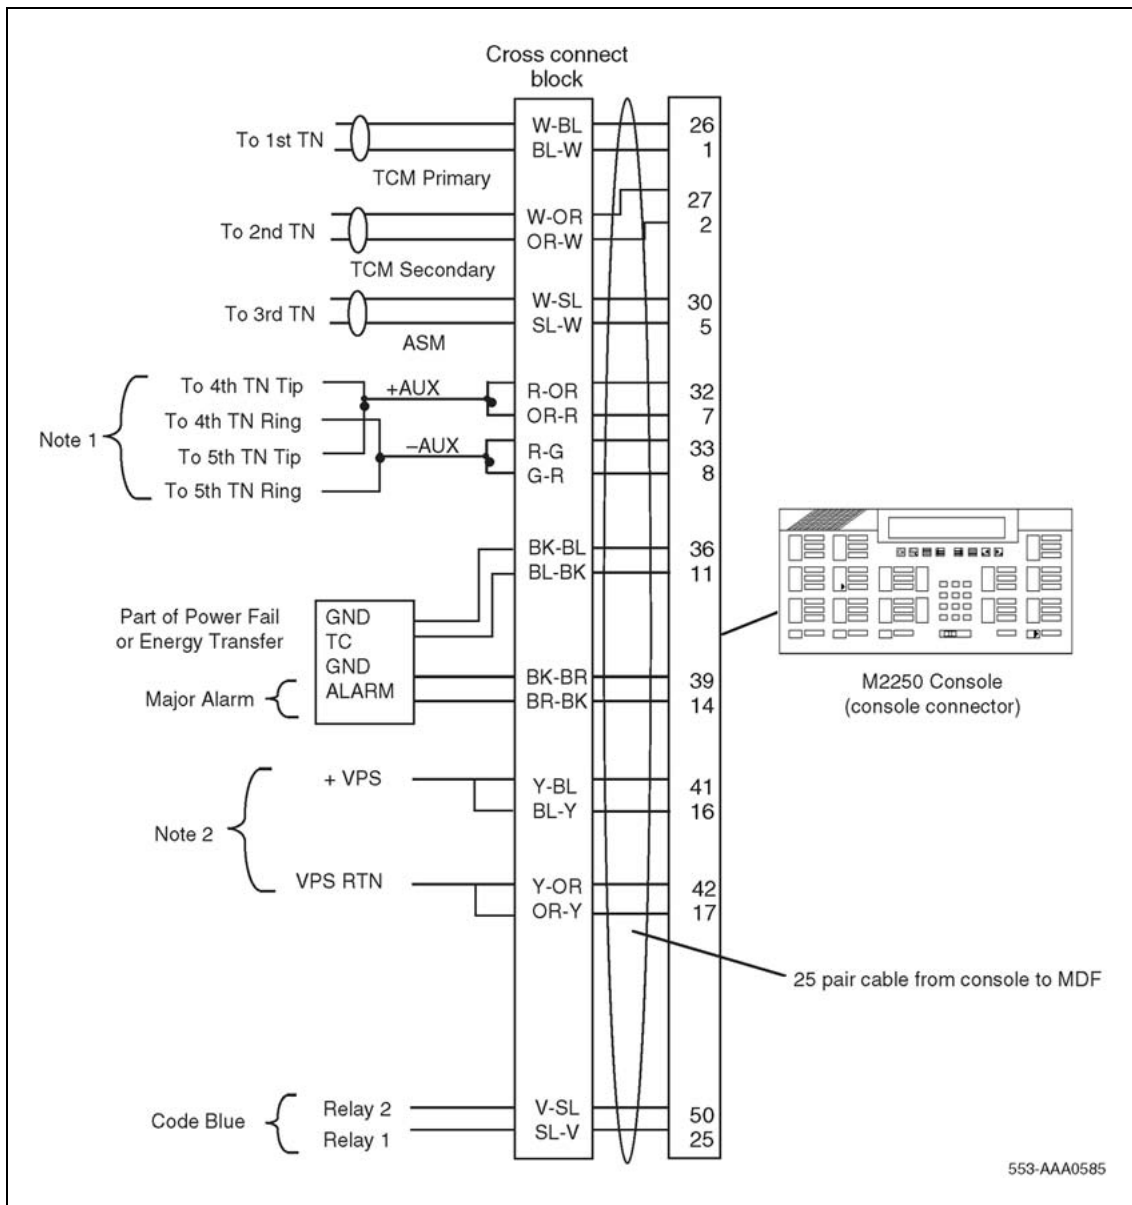 Cross connect
block
To 1st TN
W-BL
26
BL-W
1
TCM Primary
To 2nd TN
W-OR
27
OR-W
2
TCM Secondary
To 3rd TN
W-SL
30
SL-W
5
ASM
Note 1
To 4th TN Tip
+AUX
R-OR
32
OR-R
7
To 4th TN Ring
To 5th TN Tip
–AUX
R-G
33
G-R
8
To 5th TN Ring
BK-BL
36
BL-BK
11
Part of Power Fail
or Energy Transfer
GND
TC
GND
ALARM
Major Alarm
BK-BR
39
BR-BK
14
M2250 Console
(console connector)
Note 2
+ VPS
Y-BL
41
BL-Y
16
VPS RTN
Y-OR
42
OR-Y
17
25 pair cable from console to MDF
Code Blue
Relay 2
V-SL
50
Relay 1
SL-V
25
553-AAA0585